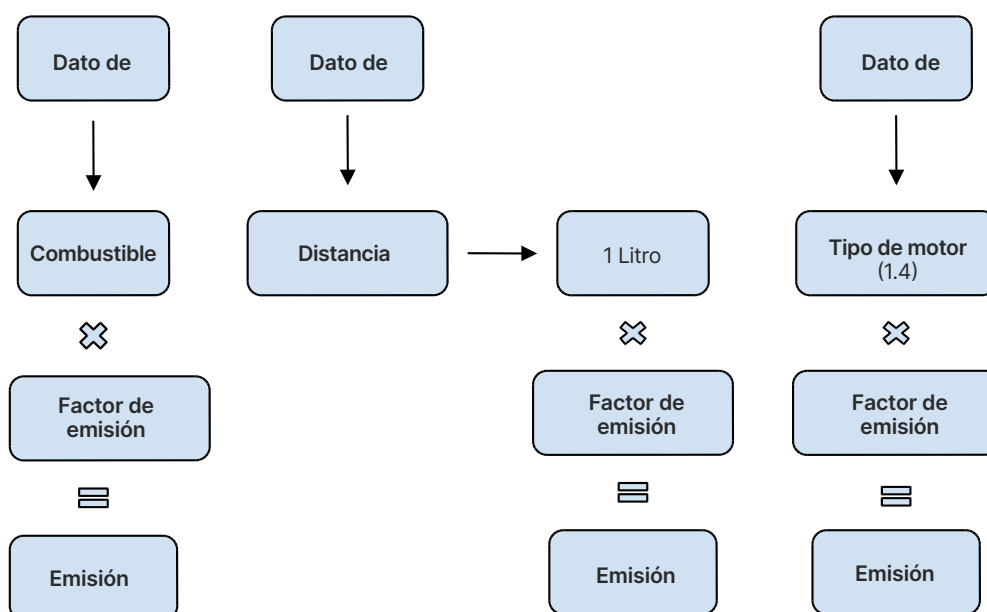 Dato de
Dato de
Dato de
Combustible
Distancia
1 Litro
Tipo de motor
(1.4)
Factor de
emisión
Factor de
emisión
Factor de
emisión
Emisión
Emisión
Emisión